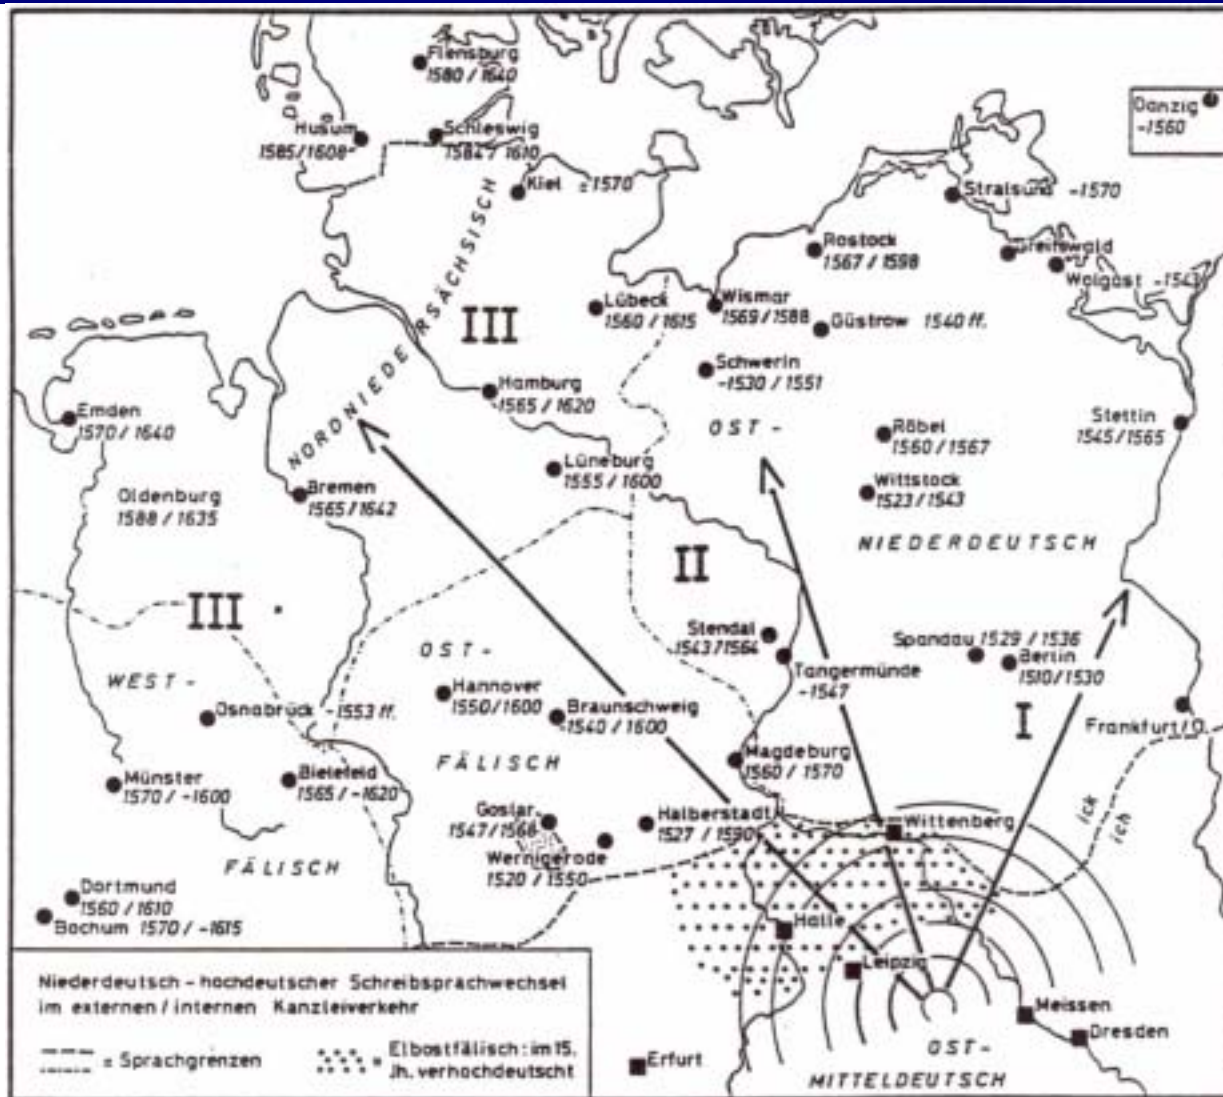 Flensburg
1580 / 1640
Danzig
-1560
Husum
1585/1608
Schleswig
1584 / 1610
Kiel ± 1570
Stralsund -1570
Rostock
1567 / 1598
Greifswald
Wolgast -1543
NORDNIEDERSÄCHSISCH
III
Lübeck
1560 / 1615
Wismar
1569 / 1588
Güstrow 1540 ff.
Schwerin
-1530 / 1551
Hamburg
1565 / 1620
Emden
1570 / 1640
OST-
Röbel
1560 / 1567
Stettin
1545/1565
Lüneburg
1555 / 1600
Wittstock
1523 / 1543
Oldenburg
1588 / 1635
Bremen
1565 / 1642
NIEDERDEUTSCH
II
III
Stendal
1543/1564
Spandau 1529 / 1536
Berlin
1510 / 1530
Tangermünde
-1547
OST-
WEST-
Hannover
1550/1600
Osnabrück -1553 ff.
Braunschweig
1540 / 1600
I
Frankfurt/O.
Magdeburg
1560 / 1570
FÄLISCH
Münster
1570 / -1600
Bielefeld
1565 / -1620
Goslar
1547 / 1568
Halberstadt
1527 / 1590
Wittenberg
ick
ich
Wernigerode
1520 / 1550
FÄLISCH
Dortmund
1560 / 1610
Bochum 1570 / -1615
Halle
Leipzig
Meissen
Dresden
Erfurt
OST-
MITTELDEUTSCH
Niederdeutsch - hochdeutscher Schreibsprachwechsel
im externen / internen Kanzleiverkehr
= Sprachgrenzen
= Elbostfälisch : im 15.
Jh. verhochdeutscht